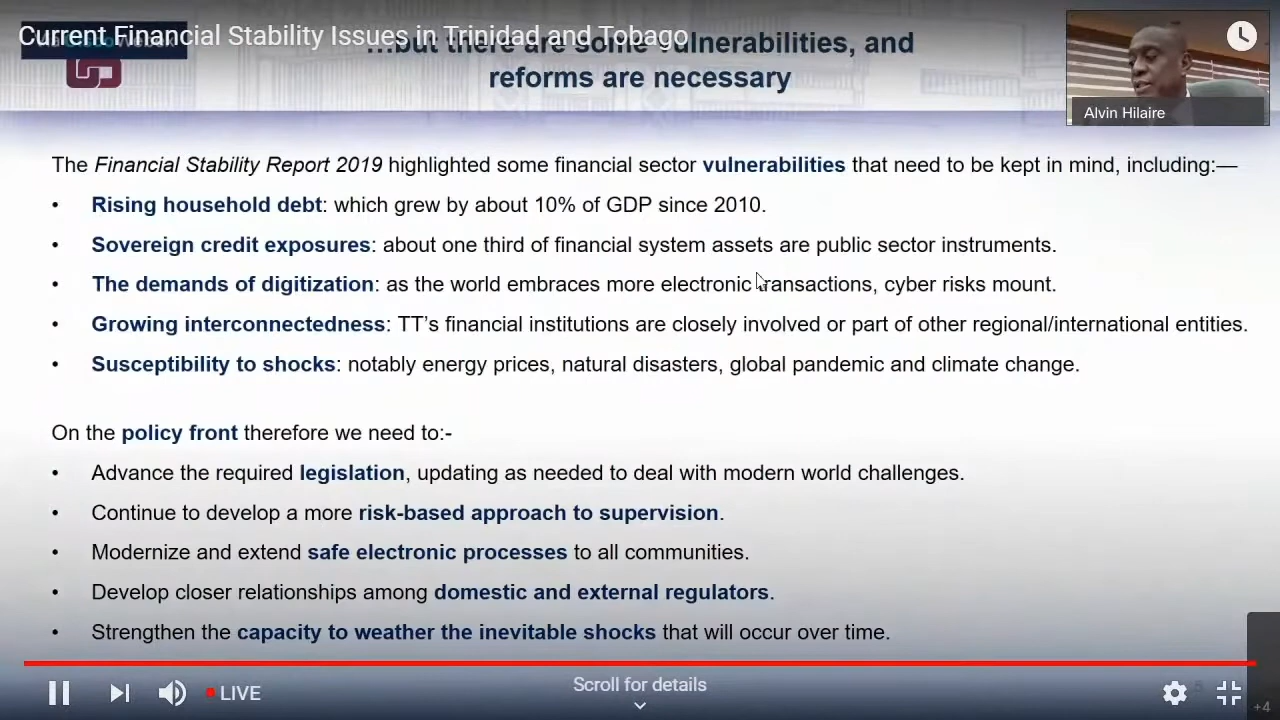 Current Financial Stability Issues in Trinidad and Tobago
...but there are some vulnerabilities, and
reforms are necessary
Alvin Hilaire
The Financial Stability Report 2019 highlighted some financial sector vulnerabilities that need to be kept in mind, including:—
• Rising household debt: which grew by about 10% of GDP since 2010.
• Sovereign credit exposures: about one third of financial system assets are public sector instruments.
• The demands of digitization: as the world embraces more electronic transactions, cyber risks mount.
• Growing interconnectedness: TT's financial institutions are closely involved or part of other regional/international entities.
• Susceptibility to shocks: notably energy prices, natural disasters, global pandemic and climate change.
On the policy front therefore we need to:-
• Advance the required legislation, updating as needed to deal with modern world challenges.
• Continue to develop a more risk-based approach to supervision.
• Modernize and extend safe electronic processes to all communities.
• Develop closer relationships among domestic and external regulators.
• Strengthen the capacity to weather the inevitable shocks that will occur over time.
LIVE
Scroll for details
+4